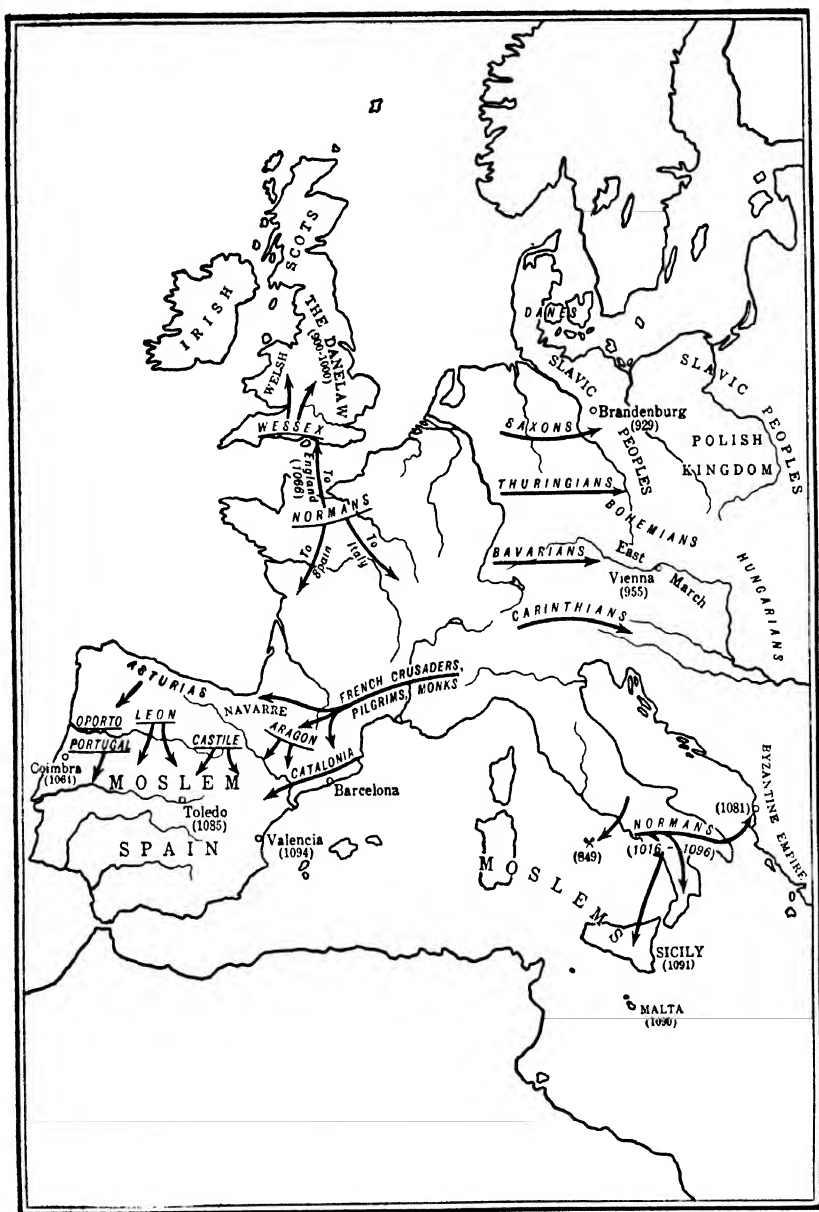 SCOTS
IRISH
THE DANELAW
(900-1000)
WELSH
WESSEX
To
England
(1066)
NORMANS
To
Spain
To
Italy
DANES
SLAVIC
PEOPLES
SLAVIC
PEOPLES
Brandenburg
(929)
SAXONS
POLISH
KINGDOM
THURINGIANS
BOHEMIANS
BAVARIANS
East
March
Vienna
(955)
HUNGARIANS
CARINTHIANS
FRENCH CRUSADERS,
PILGRIMS, MONKS
ASTURIAS
NAVARRE
OPORTO
LEON
ARAGON
PORTUGAL
CASTILE
CATALONIA
Coimbra
(1064)
MOSLEM
Barcelona
Toledo
(1085)
SPAIN
Valencia
(1094)
BYZANTINE EMPIRE
(1081)
NORMANS
(1016-1096)
(849)
MOSLEMS
SICILY
(1091)
MALTA
(1090)